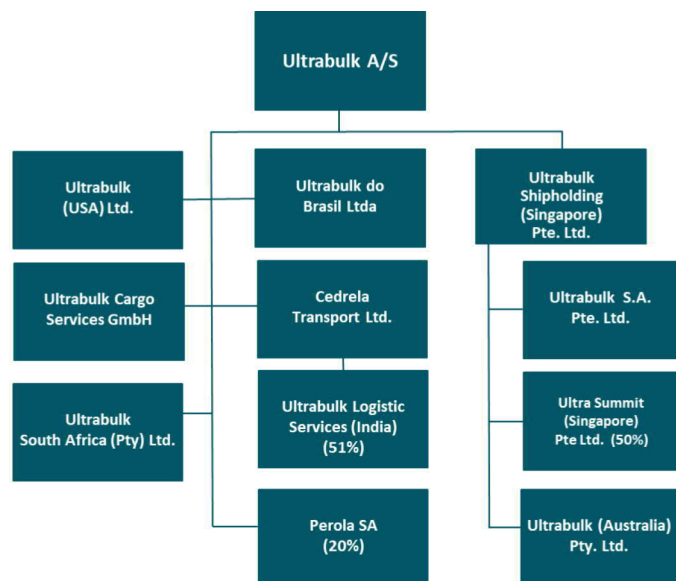 Ultrabulk A/S
Ultrabulk
(USA) Ltd.
Ultrabulk do
Brasil Ltda
Ultrabulk
Shipholding
(Singapore)
Pte. Ltd.
Ultrabulk Cargo
Services GmbH
Cedrela
Transport Ltd.
Ultrabulk S.A.
Pte. Ltd.
Ultrabulk
South Africa (Pty) Ltd.
Ultrabulk Logistic
Services (India)
(51%)
Ultra Summit
(Singapore)
Pte Ltd. (50%)
Perola SA
(20%)
Ultrabulk (Australia)
Pty. Ltd.